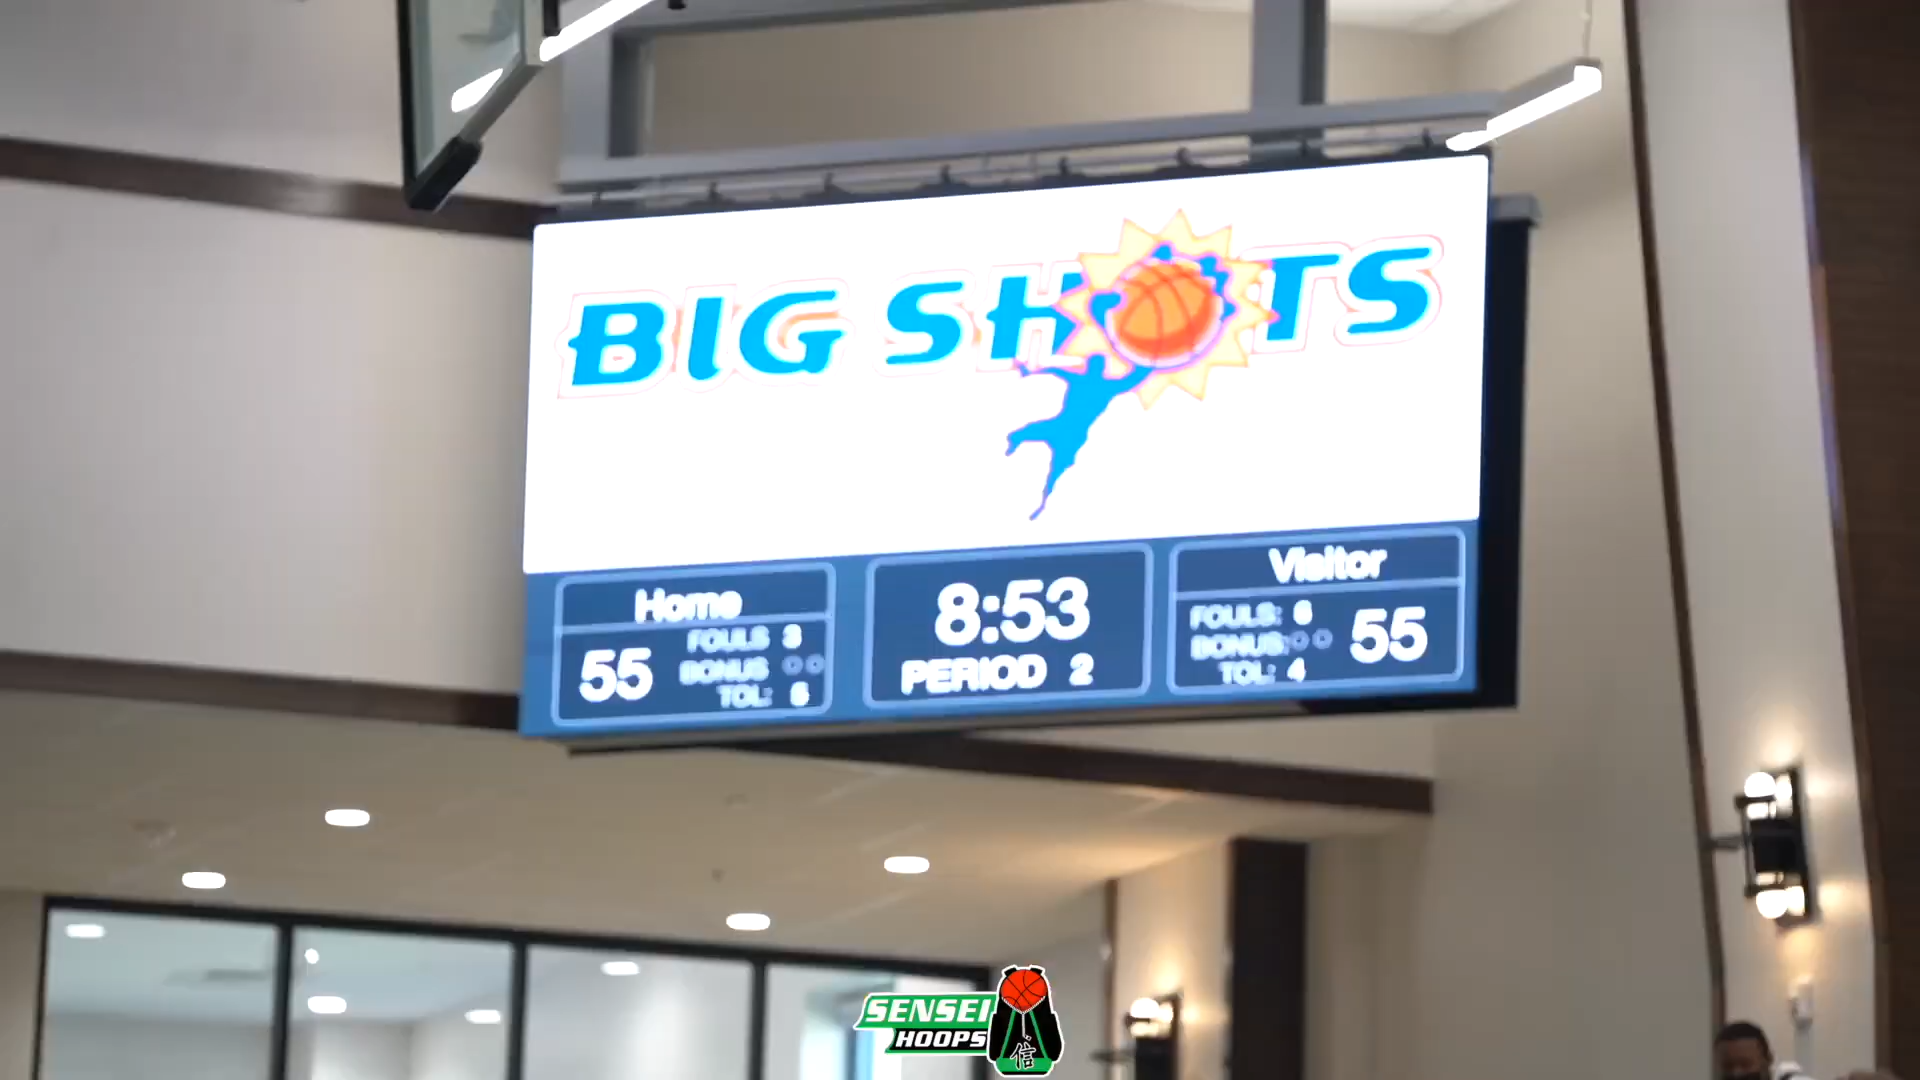 BIG SHOTS
Home
55
FOULS 3
BONUS
TOL:
8:53
PERIOD 2
Visitor
FOULS: 6
BONUS:
TOL: 4
55
SENSEI
HOOPS
信